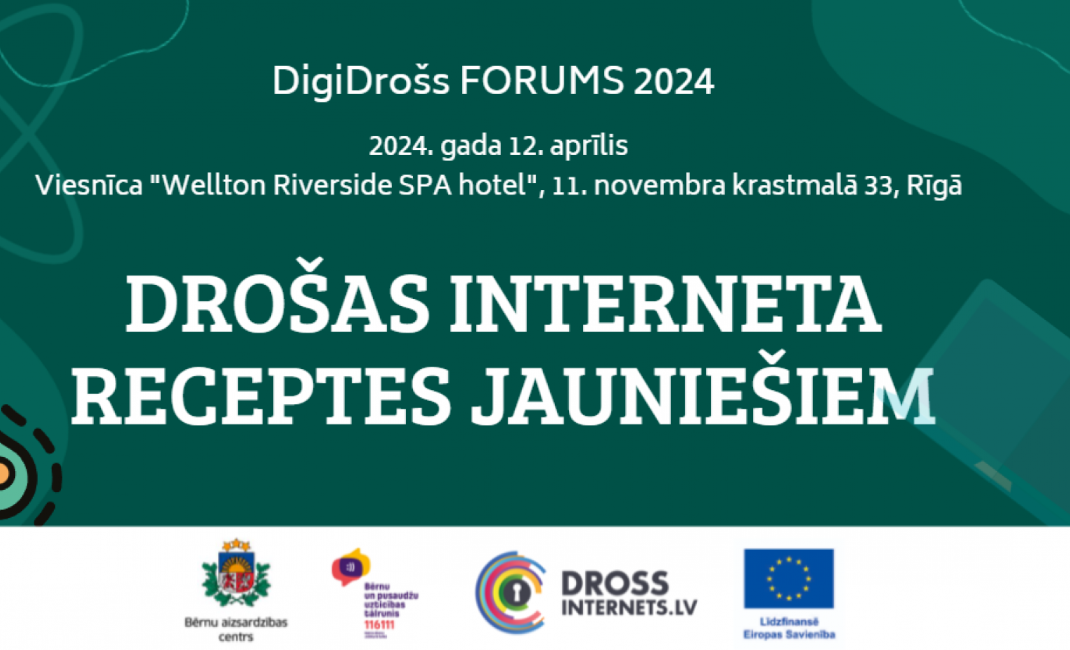 DigiDrošs FORUMS 2024
2024. gada 12. aprīlis
Viesnīca "Wellton Riverside SPA hotel", 11. novembra krastmalā 33, Rīgā
DROŠAS INTERNETA
RECEPTES JAUNIEŠIEM
Bērnu aizsardzības
centrs
:))
Bērnu
un pusaudžu
uzticības
tālrunis
116111
DROSS
INTERNETS.LV
Līdzfinansē
Eiropas Savienība